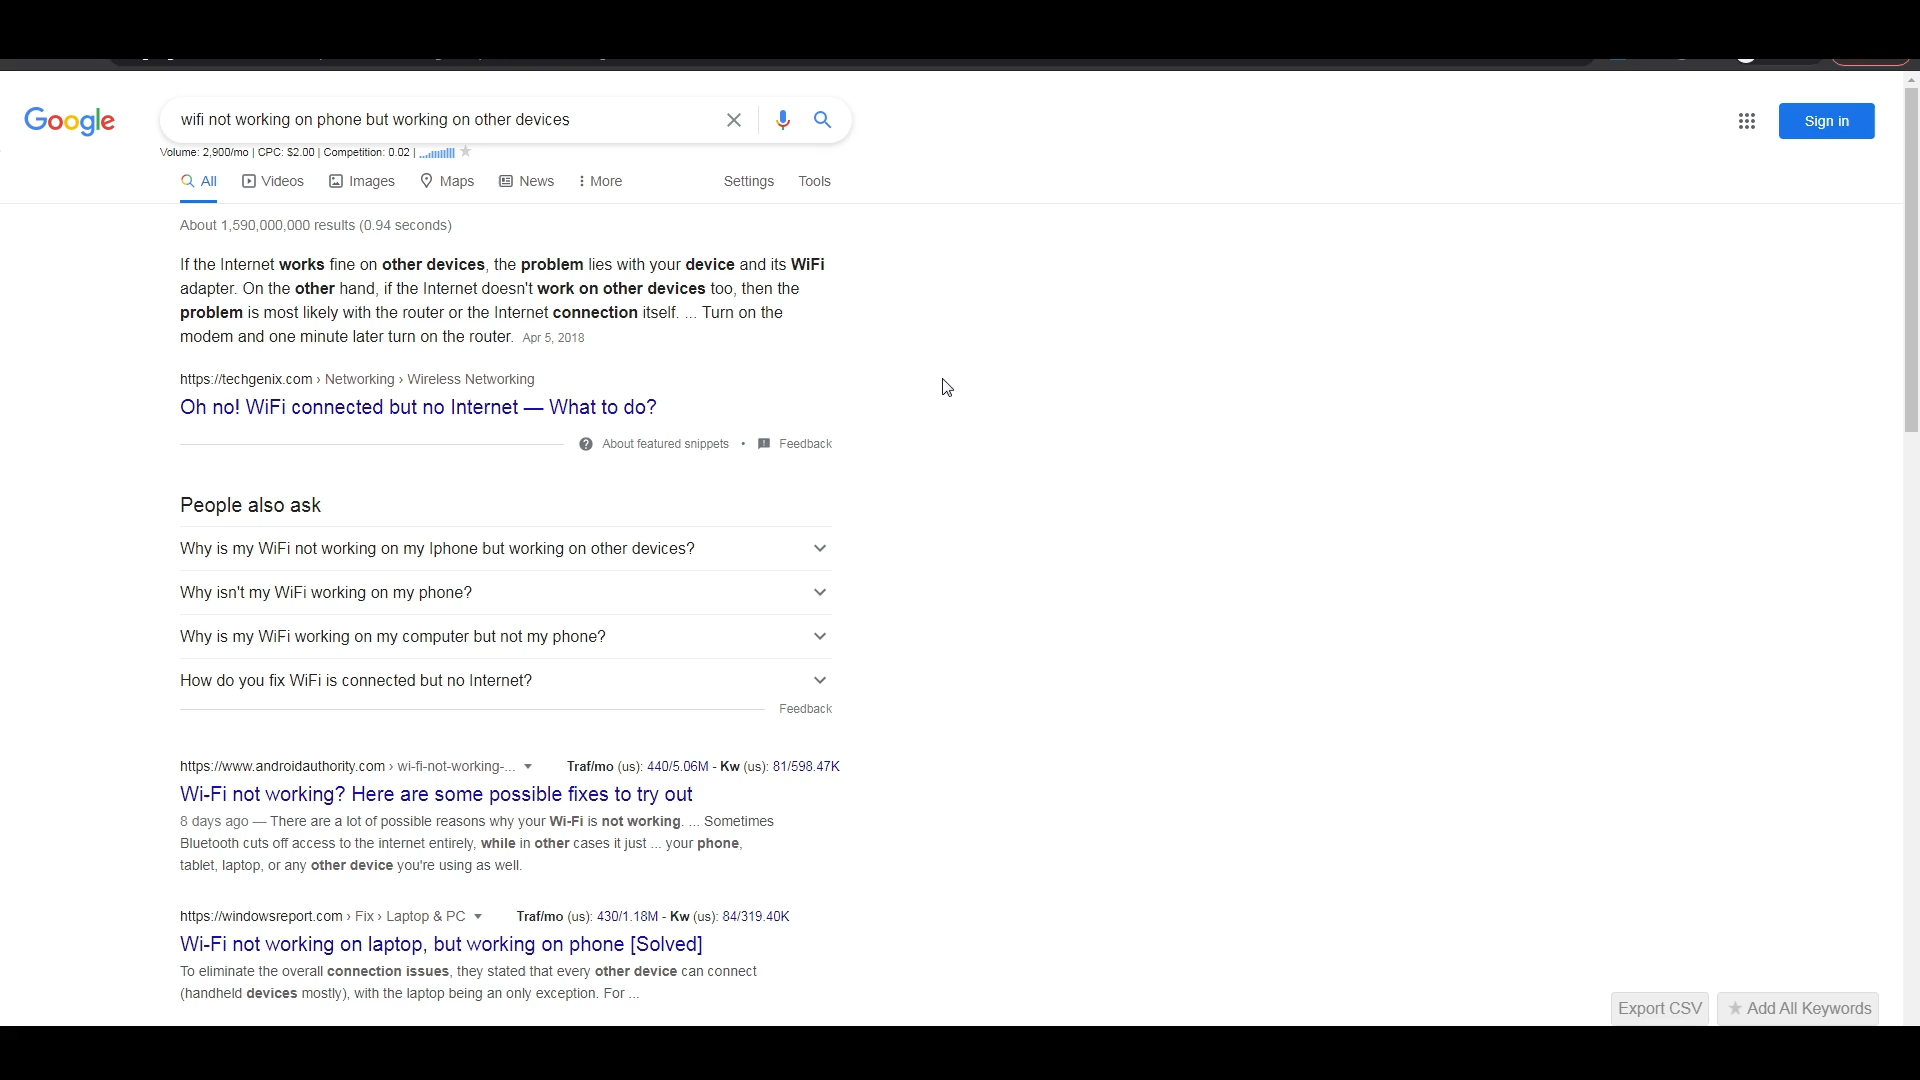 Google
wifi not working on phone but working on other devices
Sign in
Volume: 2,900/mo | CPC: $2.00 | Competition: 0.02 |
All Videos Images Maps News More Settings Tools
About 1,590,000,000 results (0.94 seconds)
If the Internet works fine on other devices, the problem lies with your device and its WiFi
adapter. On the other hand, if the Internet doesn't work on other devices too, then the
problem is most likely with the router or the Internet connection itself. ... Turn on the
modem and one minute later turn on the router. Apr 5, 2018
https://techgenix.com › Networking › Wireless Networking
Oh no! WiFi connected but no Internet — What to do?
About featured snippets • Feedback
People also ask
Why is my WiFi not working on my Iphone but working on other devices?
Why isn't my WiFi working on my phone?
Why is my WiFi working on my computer but not my phone?
How do you fix WiFi is connected but no Internet?
Feedback
https://www.androidauthority.com › wi-fi-not-working-... Traf/mo (us): 440/5.06M - Kw (us): 81/598.47K
Wi-Fi not working? Here are some possible fixes to try out
8 days ago — There are a lot of possible reasons why your Wi-Fi is not working. ... Sometimes
Bluetooth cuts off access to the internet entirely, while in other cases it just ... your phone,
tablet, laptop, or any other device you're using as well.
https://windowsreport.com › Fix › Laptop & PC Traf/mo (us): 430/1.18M - Kw (us): 84/319.40K
Wi-Fi not working on laptop, but working on phone [Solved]
To eliminate the overall connection issues, they stated that every other device can connect
(handheld devices mostly), with the laptop being an only exception. For ...
Export CSV Add All Keywords